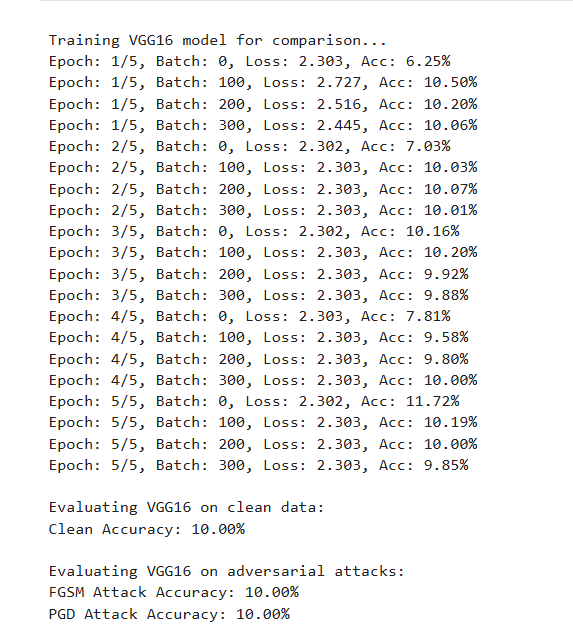 Training VGG16 model for comparison...
Epoch: 1/5, Batch: 0, Loss: 2.303, Acc: 6.25%
Epoch: 1/5, Batch: 100, Loss: 2.727, Acc: 10.50%
Epoch: 1/5, Batch: 200, Loss: 2.516, Acc: 10.20%
Epoch: 1/5, Batch: 300, Loss: 2.445, Acc: 10.06%
Epoch: 2/5, Batch: 0, Loss: 2.302, Acc: 7.03%
Epoch: 2/5, Batch: 100, Loss: 2.303, Acc: 10.03%
Epoch: 2/5, Batch: 200, Loss: 2.303, Acc: 10.07%
Epoch: 2/5, Batch: 300, Loss: 2.303, Acc: 10.01%
Epoch: 3/5, Batch: 0, Loss: 2.302, Acc: 10.16%
Epoch: 3/5, Batch: 100, Loss: 2.303, Acc: 10.20%
Epoch: 3/5, Batch: 200, Loss: 2.303, Acc: 9.92%
Epoch: 3/5, Batch: 300, Loss: 2.303, Acc: 9.88%
Epoch: 4/5, Batch: 0, Loss: 2.303, Acc: 7.81%
Epoch: 4/5, Batch: 100, Loss: 2.303, Acc: 9.58%
Epoch: 4/5, Batch: 200, Loss: 2.303, Acc: 9.80%
Epoch: 4/5, Batch: 300, Loss: 2.303, Acc: 10.00%
Epoch: 5/5, Batch: 0, Loss: 2.302, Acc: 11.72%
Epoch: 5/5, Batch: 100, Loss: 2.303, Acc: 10.19%
Epoch: 5/5, Batch: 200, Loss: 2.303, Acc: 10.00%
Epoch: 5/5, Batch: 300, Loss: 2.303, Acc: 9.85%
Evaluating VGG16 on clean data:
Clean Accuracy: 10.00%
Evaluating VGG16 on adversarial attacks:
FGSM Attack Accuracy: 10.00%
PGD Attack Accuracy: 10.00%